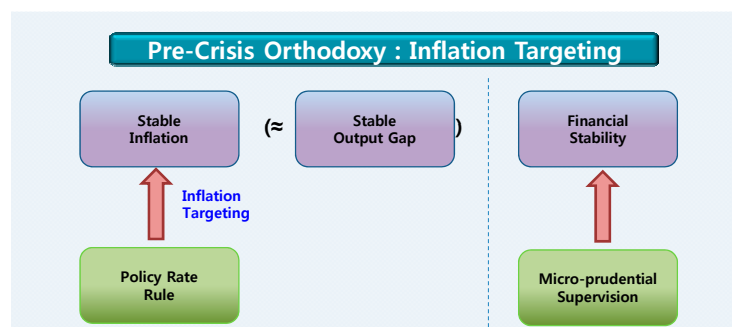 Pre-Crisis Orthodoxy : Inflation Targeting
Stable
Inflation
(≈
Stable
Output Gap
)
Financial
Stability
Inflation
Targeting
Policy Rate
Rule
Micro-prudential
Supervision